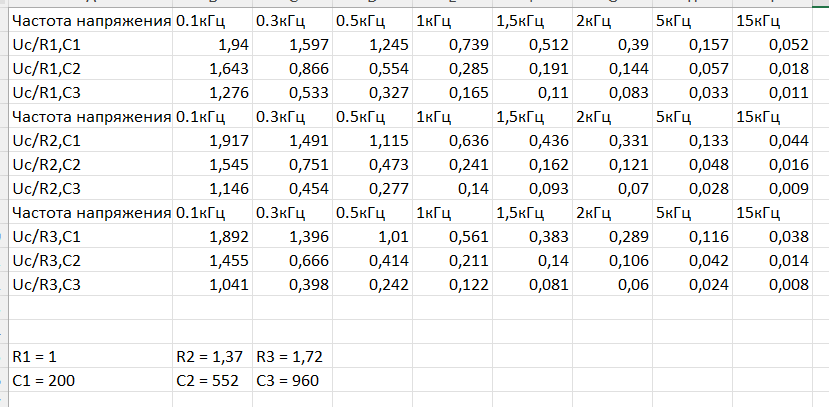 Частота напряжения 0.1кГц 0.3кГц 0.5кГц 1кГц 1,5кГц 2кГц 5кГц 15кГц
Uc/R1,C1 1,94 1,597 1,245 0,739 0,512 0,39 0,157 0,052
Uc/R1,C2 1,643 0,866 0,554 0,285 0,191 0,144 0,057 0,018
Uc/R1,C3 1,276 0,533 0,327 0,165 0,11 0,083 0,033 0,011
Частота напряжения 0.1кГц 0.3кГц 0.5кГц 1кГц 1,5кГц 2кГц 5кГц 15кГц
Uc/R2,C1 1,917 1,491 1,115 0,636 0,436 0,331 0,133 0,044
Uc/R2,C2 1,545 0,751 0,473 0,241 0,162 0,121 0,048 0,016
Uc/R2,C3 1,146 0,454 0,277 0,14 0,093 0,07 0,028 0,009
Частота напряжения 0.1кГц 0.3кГц 0.5кГц 1кГц 1,5кГц 2кГц 5кГц 15кГц
Uc/R3,C1 1,892 1,396 1,01 0,561 0,383 0,289 0,116 0,038
Uc/R3,C2 1,455 0,666 0,414 0,211 0,14 0,106 0,042 0,014
Uc/R3,C3 1,041 0,398 0,242 0,122 0,081 0,06 0,024 0,008
R1 = 1 R2 = 1,37 R3 = 1,72
C1 = 200 C2 = 552 C3 = 960